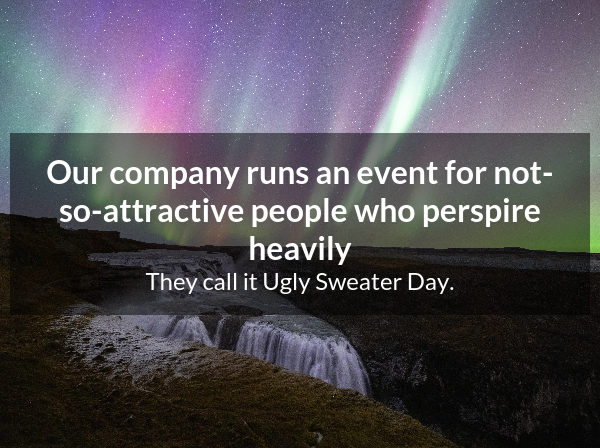 Our company runs an event for not-
so-attractive people who perspire
heavily
They call it Ugly Sweater Day.